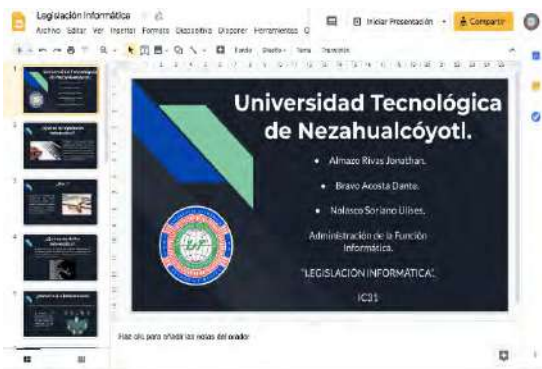 Legislación Informática
Archivo Editar Ver Insertar Formato Diapositiva Disponer Herramientas
Iniciar Presentación
Compartir
Fondo Diseño Tema Transición
Universidad Tecnológica
de Nezahualcóyotl.
Almazo Rivas Jonathan.
Bravo Acosta Dante.
Nolasco Soriano Ulises.
Administración de la Función
Informática.
"LEGISLACIÓN INFORMÁTICA".
IC31
Haz clic para añadir las notas del orador